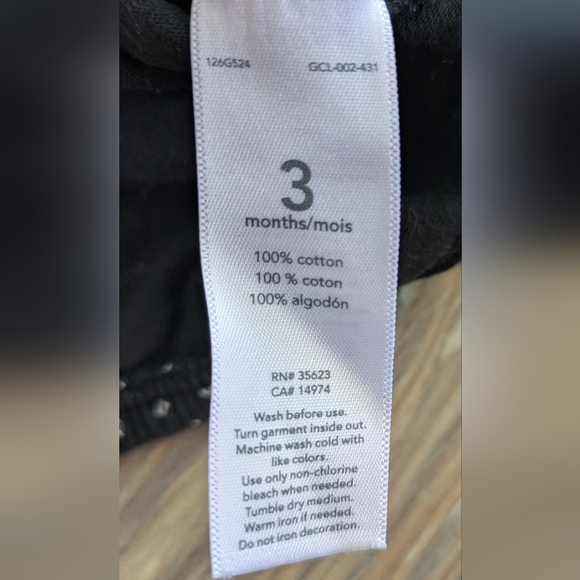 126G524 GCL-002-431
3
months/mois
100% cotton
100 % coton
100% algodón
RN# 35623
CA# 14974
Wash before use.
Turn garment inside out.
Machine wash cold with
like colors.
Use only non-chlorine
bleach when needed.
Tumble dry medium.
Warm iron if needed.
Do not iron decoration.